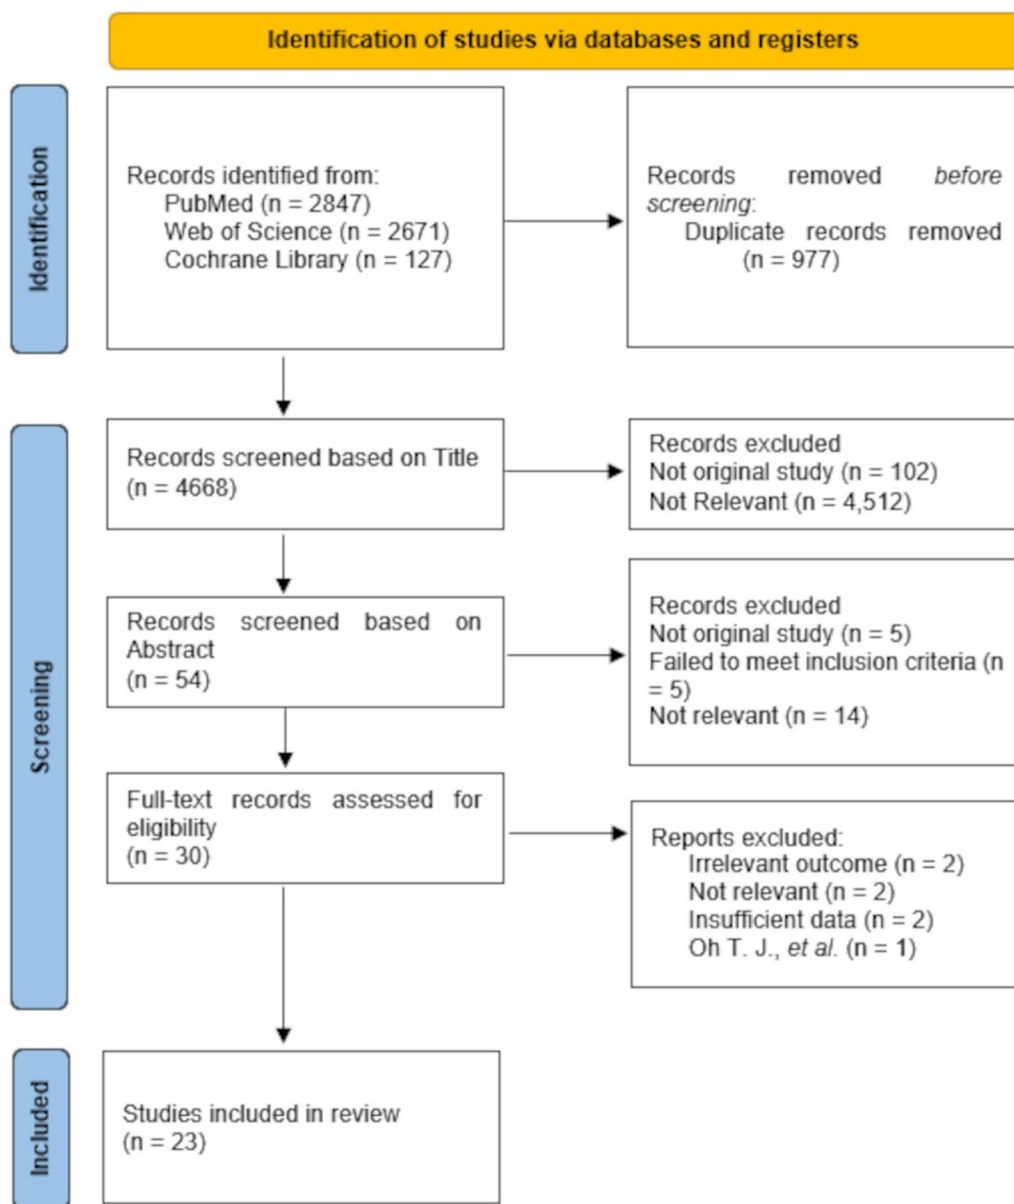 Identification of studies via databases and registers
Identification
Records identified from:
PubMed (n = 2847)
Web of Science (n = 2671)
Cochrane Library (n = 127)
Records removed before
screening:
Duplicate records removed
(n = 977)
Screening
Records screened based on Title
(n = 4668)
Records excluded
Not original study (n = 102)
Not Relevant (n = 4,512)
Records screened based on
Abstract
(n = 54)
Records excluded
Not original study (n = 5)
Failed to meet inclusion criteria (n
= 5)
Not relevant (n = 14)
Full-text records assessed for
eligibility
(n = 30)
Reports excluded:
Irrelevant outcome (n = 2)
Not relevant (n = 2)
Insufficient data (n = 2)
Oh T. J., et al. (n = 1)
Included
Studies included in review
(n = 23)